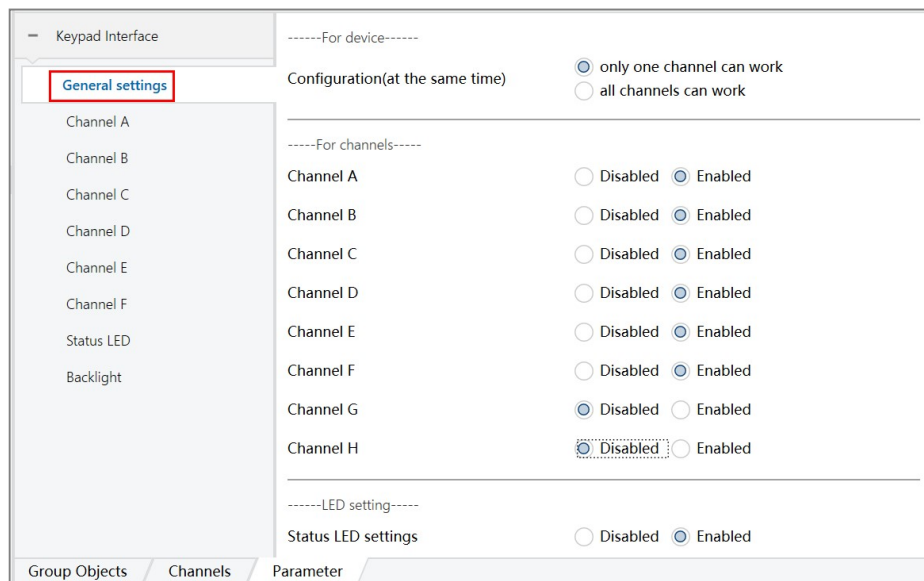 Keypad Interface
General settings
Channel A
Channel B
Channel C
Channel D
Channel E
Channel F
Status LED
Backlight
------For device------
Configuration(at the same time)
only one channel can work
all channels can work
-----For channels-----
Channel A Disabled Enabled
Channel B Disabled Enabled
Channel C Disabled Enabled
Channel D Disabled Enabled
Channel E Disabled Enabled
Channel F Disabled Enabled
Channel G Disabled Enabled
Channel H Disabled Enabled
------LED setting-----
Status LED settings Disabled Enabled
Group Objects Channels Parameter